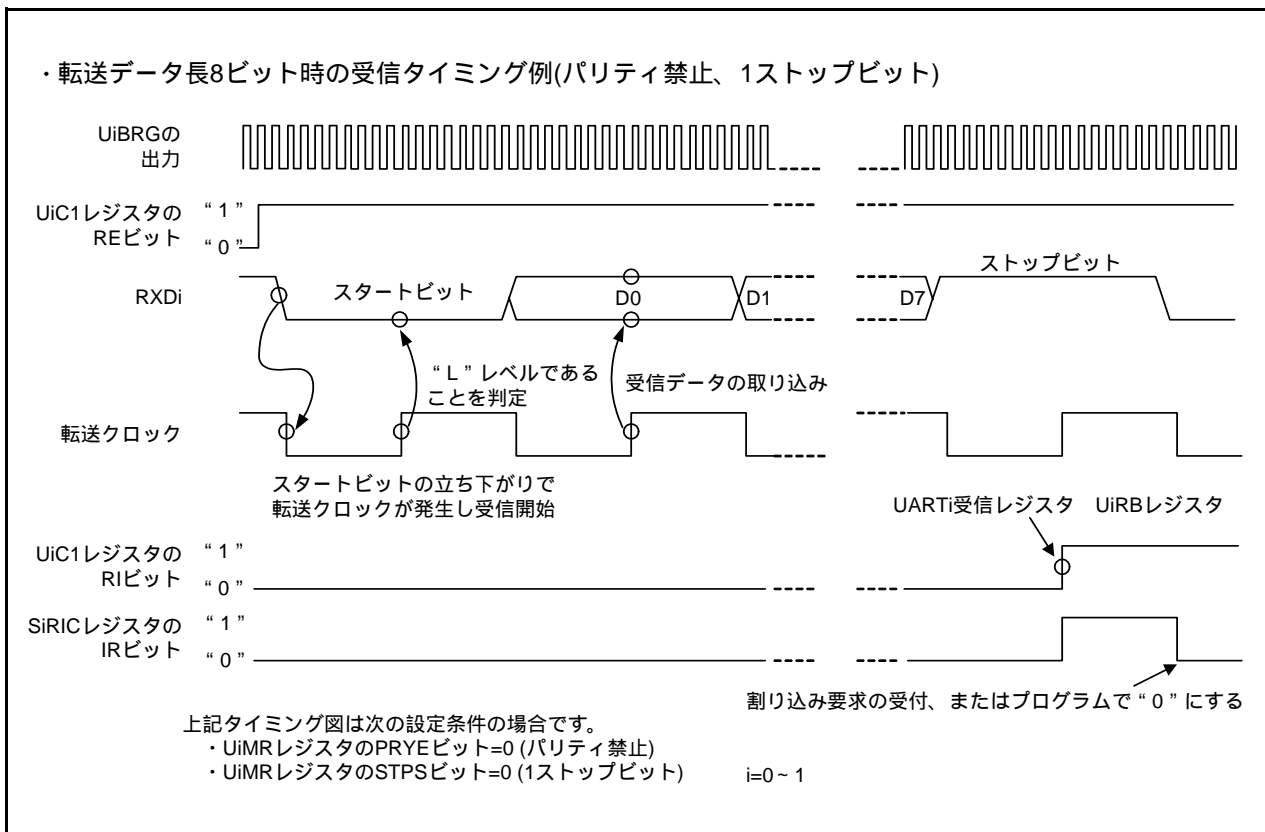 ・転送データ長8ビット時の受信タイミング例(パリティ禁止、1ストップビット)
UiBRGの
出力
UiC1レジスタの
REビット
“ 1 ”
“ 0 ”
RXDi
スタートビット
D0
D1
D7
ストップビット
“ L ” レベルである
ことを判定
受信データの取り込み
転送クロック
スタートビットの立ち下がりで
転送クロックが発生し受信開始
UARTi受信レジスタ UiRBレジスタ
UiC1レジスタの
RIビット
“ 1 ”
“ 0 ”
SiRICレジスタの
IRビット
“ 1 ”
“ 0 ”
割り込み要求の受付、またはプログラムで “ 0 ” にする
上記タイミング図は次の設定条件の場合です。
・UiMRレジスタのPRYEビット=0 (パリティ禁止)
・UiMRレジスタのSTPSビット=0 (1ストップビット)
i=0~1